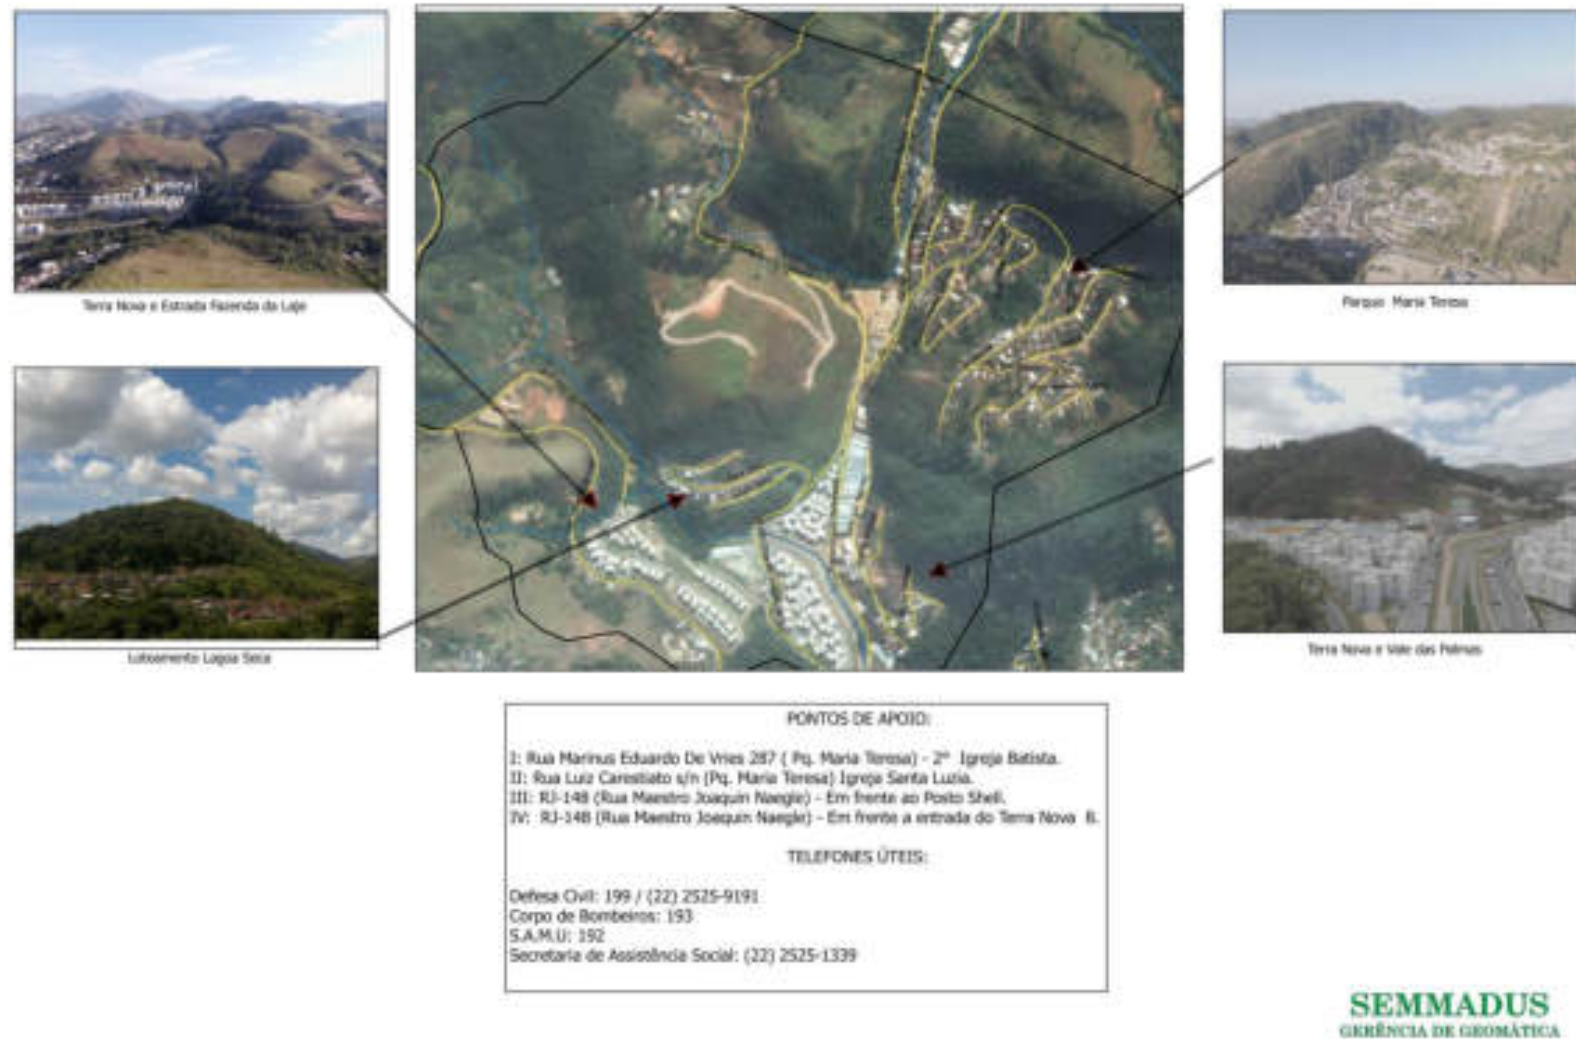 Terra Nova e Estrada Fazenda da Laje
Parque Maria Teresa
Loteamento Lagoa Seca
Terra Nova e Vale das Palmas
PONTOS DE APOIO:
I: Rua Marinus Eduardo De Vries 287 ( Pq. Maria Teresa) - 2ª Igreja Batista.
II: Rua Luiz Carestiato s/n (Pq. Maria Teresa) Igreja Santa Luzia.
III: RJ-148 (Rua Maestro Joaquin Naegle) - Em frente ao Posto Shell.
IV: RJ-148 (Rua Maestro Joaquin Naegle) - Em frente a entrada do Terra Nova II.
TELEFONES ÚTEIS:
Defesa Civil: 199 / (22) 2525-9191
Corpo de Bombeiros: 193
S.A.M.U: 192
Secretaria de Assistência Social: (22) 2525-1339
SEMMADUS
GERÊNCIA DE GEOMÁTICA